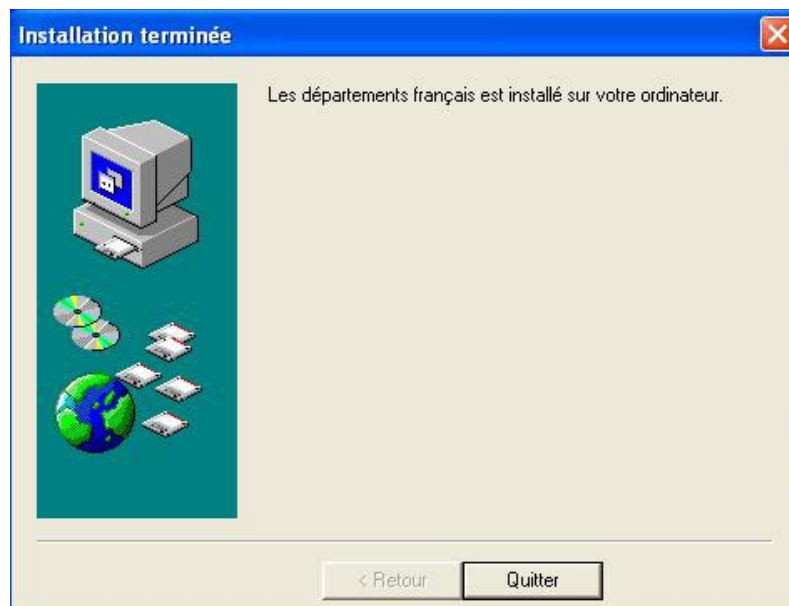 Installation terminée
Les départements français est installé sur votre ordinateur.
< Retour
Quitter